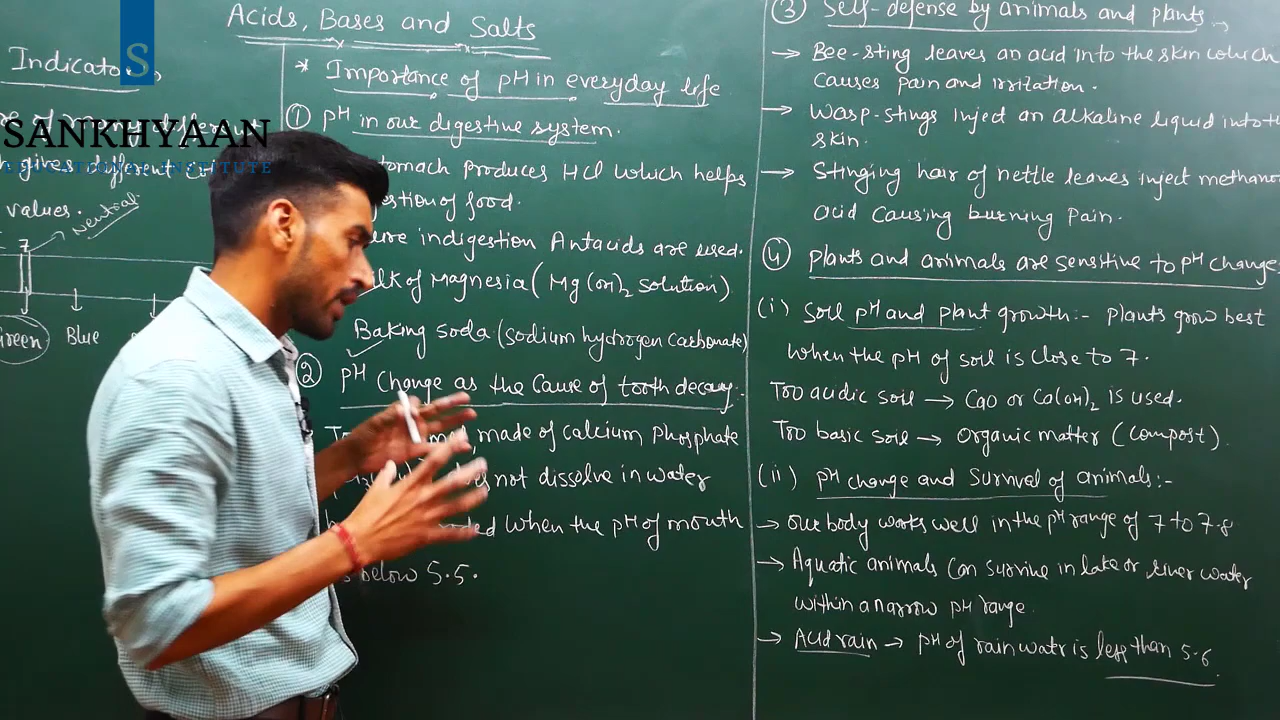 Acids, Bases and Salts
Indicator
values.
Neutral
7
Green
Blue
S
SANKHYAAN
EDUCATIONAL INSTITUTE
* Importance of pH in everyday life
① pH in our digestive system.
tomach produces HCl which helps
estion of food.
ure indigestion Antacids are used.
lk of Magnesia (Mg(OH)2 solution)
Baking soda (sodium hydrogen carbonate)
② pH change as the cause of tooth decay.
made of calcium phosphate
not dissolve in water
ded when the pH of mouth
below 5.5.
③ Self-defense by animals and plants
→ Bee-sting leaves an acid into the skin which
causes pain and irritation.
→ Wasp-stings inject an alkaline liquid into th
skin.
→ Stinging hair of nettle leaves inject methano
acid causing burning pain.
④ plants and animals are sensitive to pH change
(i) Soil pH and plant growth:- plants grow best
when the pH of soil is close to 7.
Too acidic soil → CaO or Ca(OH)2 is used.
Too basic soil → Organic matter (compost).
(ii) pH change and survival of animals:-
→ Our body works well in the pH range of 7 to 7.8
→ Aquatic animals can survive in lake or river water
within a narrow pH range.
→ Acid rain → pH of rain water is less than 5.6